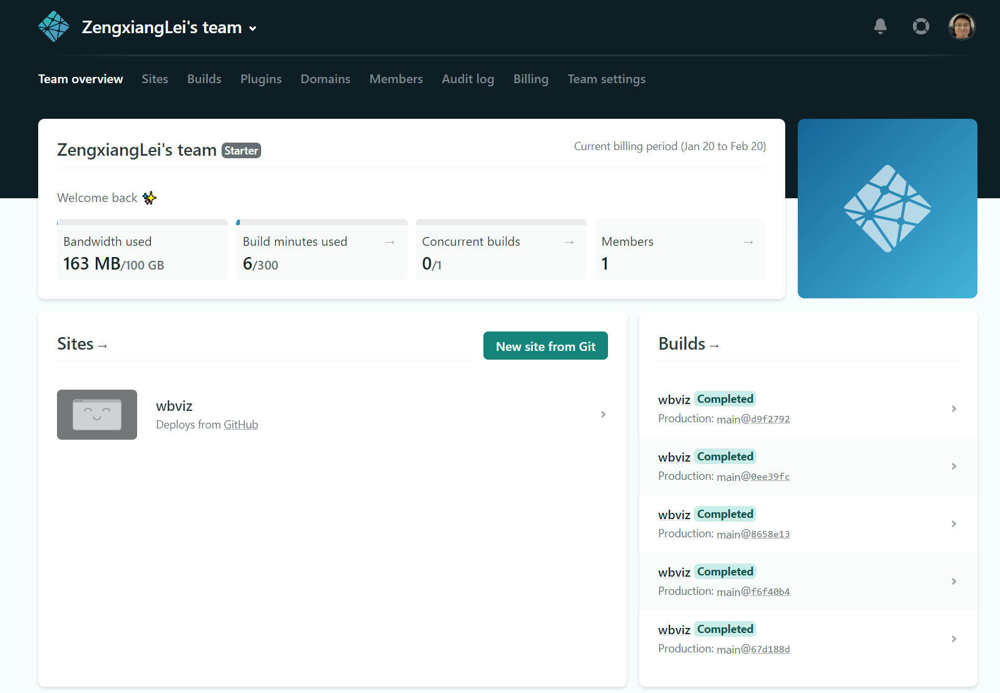 ZengxiangLei's team
Team overview Sites Builds Plugins Domains Members Audit log Billing Team settings
ZengxiangLei's team Starter
Current billing period (Jan 20 to Feb 20)
Welcome back
Bandwidth used
163 MB/100 GB
Build minutes used →
6/300
Concurrent builds →
0/1
Members →
1
Sites →
New site from Git
wbviz
Deploys from GitHub
Builds →
wbviz Completed
Production: main@d9f2792
wbviz Completed
Production: main@0ee39fc
wbviz Completed
Production: main@8658e13
wbviz Completed
Production: main@f6f40b4
wbviz Completed
Production: main@67d188d